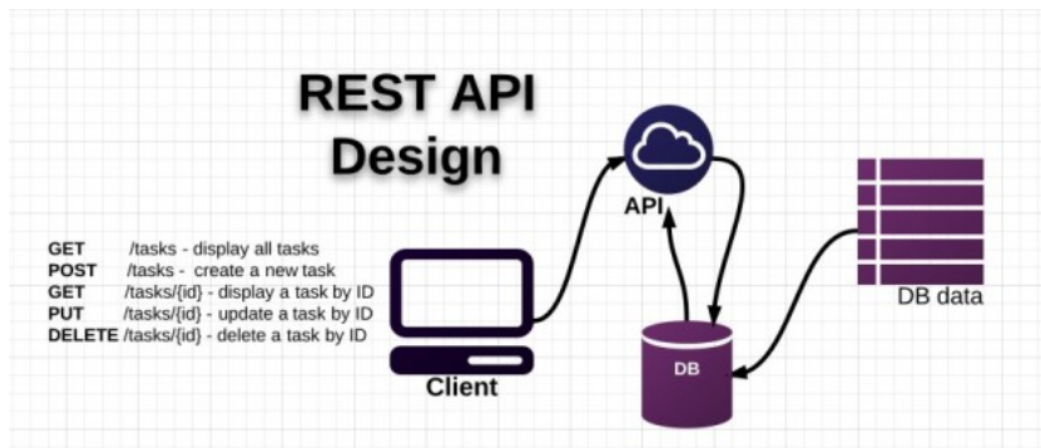 REST API
Design
GET /tasks - display all tasks
POST /tasks - create a new task
GET /tasks/{id} - display a task by ID
PUT /tasks/{id} - update a task by ID
DELETE /tasks/{id} - delete a task by ID
Client
API
DB
DB data